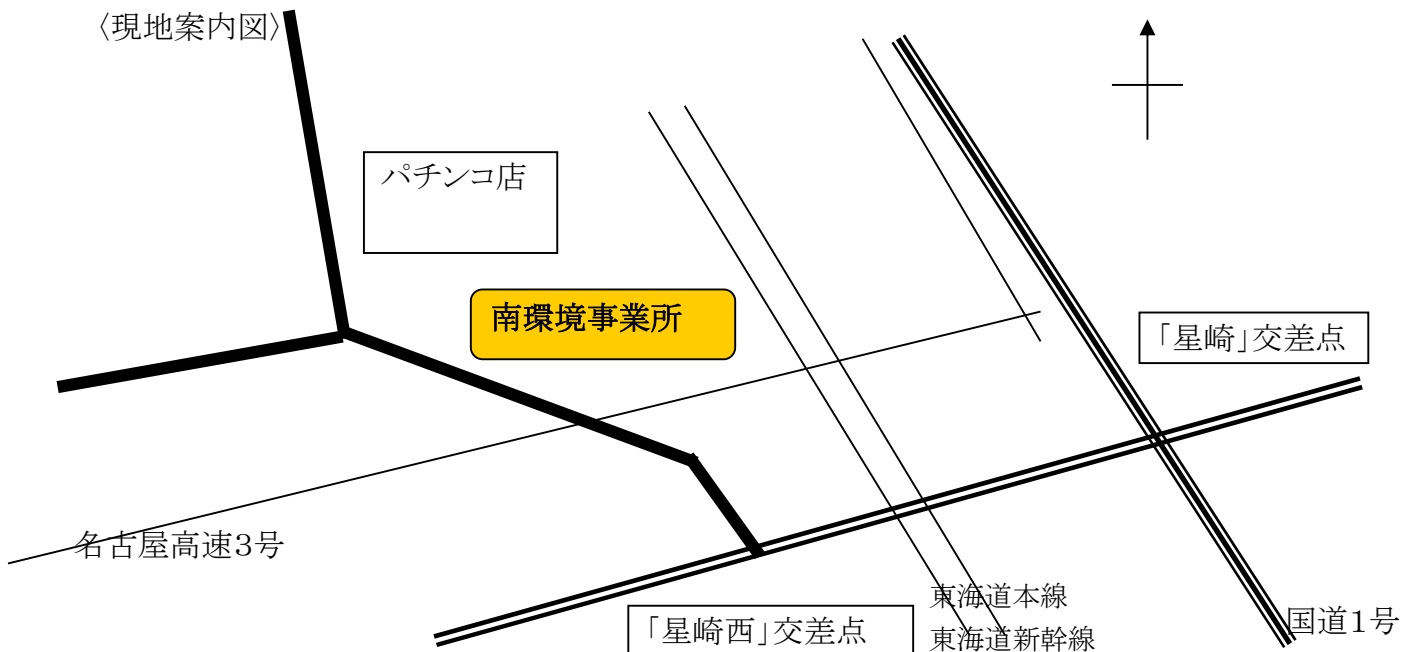 〈現地案内図〉
パチンコ店
南環境事業所
「星崎」交差点
名古屋高速3号
東海道本線
「星崎西」交差点
東海道新幹線
国道1号